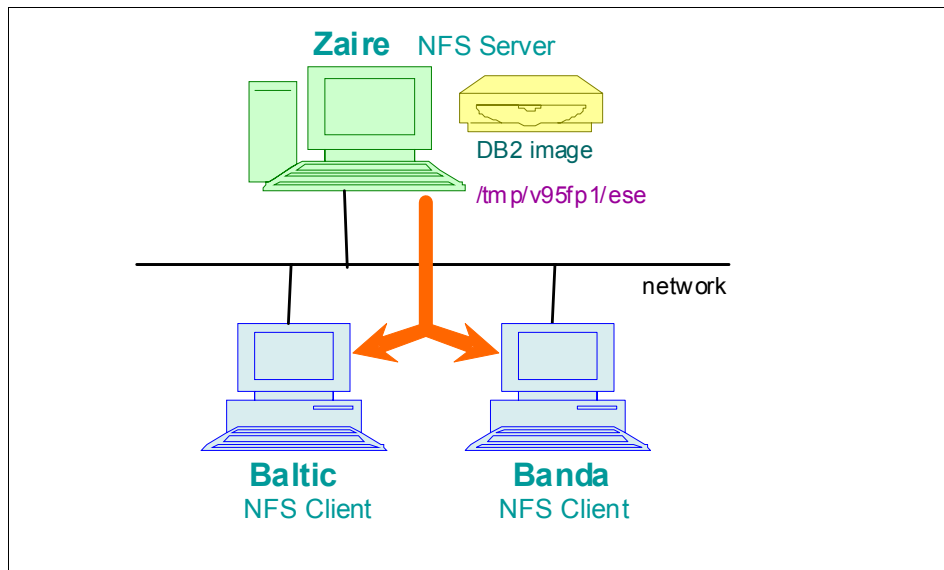 Zaire NFS Server
DB2 image
/tmp/v95fp1/ese
network
Baltic
NFS Client
Banda
NFS Client